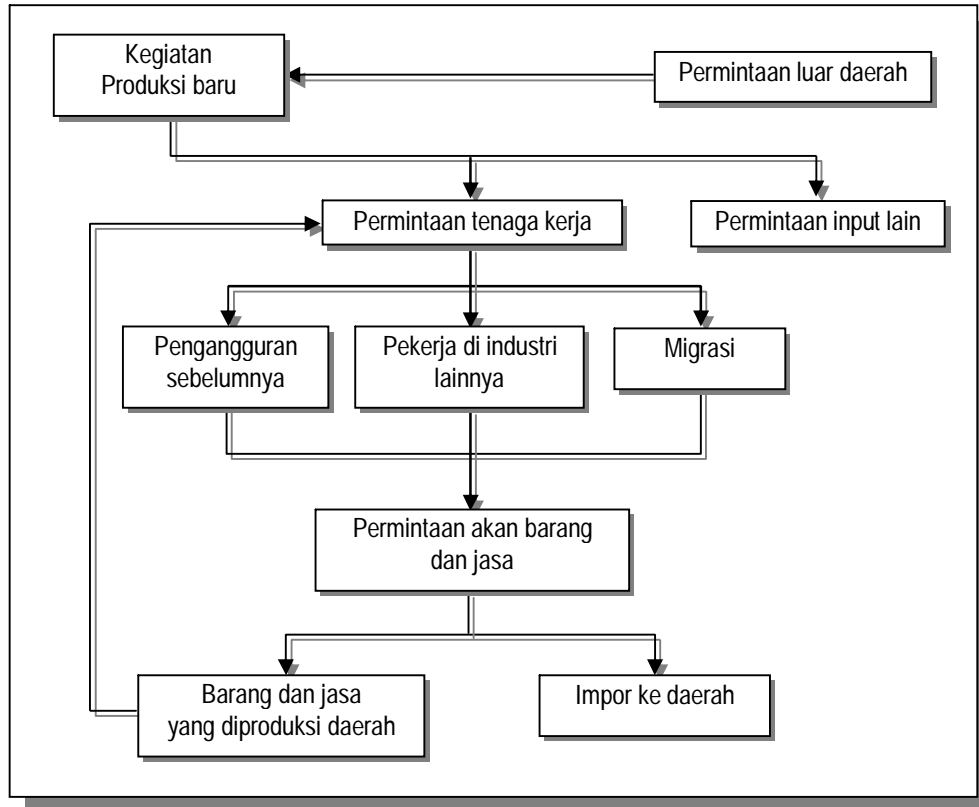 Kegiatan
Produksi baru
Permintaan luar daerah
Permintaan tenaga kerja
Permintaan input lain
Pengangguran
sebelumnya
Pekerja di industri
lainnya
Migrasi
Permintaan akan barang
dan jasa
Barang dan jasa
yang diproduksi daerah
Impor ke daerah